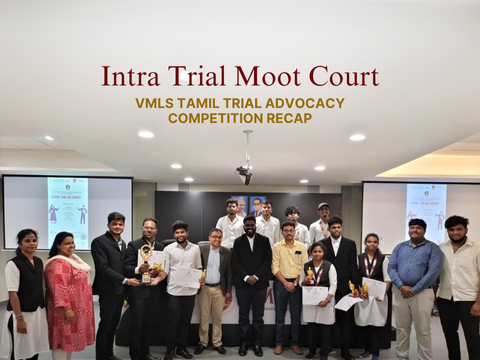 Intra Trial Moot Court
VMLS TAMIL TRIAL ADVOCACY
COMPETITION RECAP